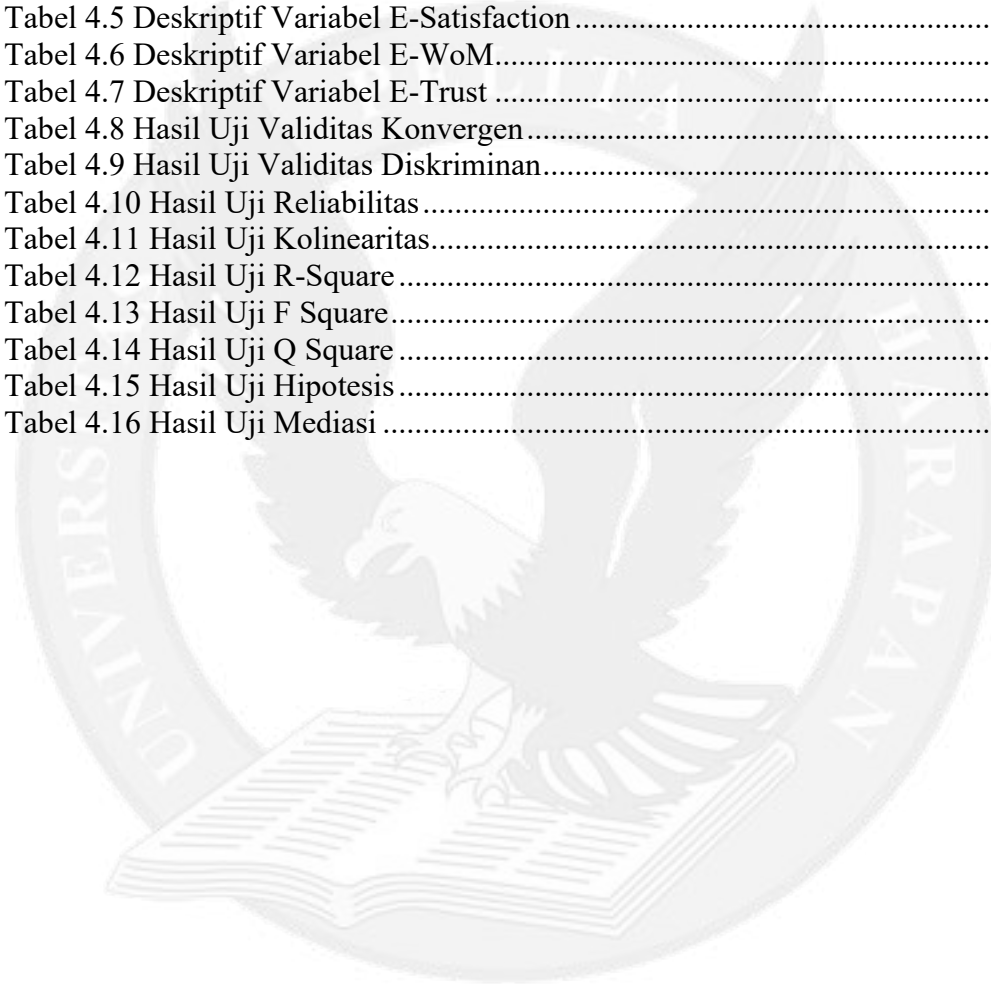 Tabel 4.5 Deskriptif Variabel E-Satisfaction................................................
Tabel 4.6 Deskriptif Variabel E-WoM..........................................................
Tabel 4.7 Deskriptif Variabel E-Trust ..........................................................
Tabel 4.8 Hasil Uji Validitas Konvergen......................................................
Tabel 4.9 Hasil Uji Validitas Diskriminan....................................................
Tabel 4.10 Hasil Uji Reliabilitas...................................................................
Tabel 4.11 Hasil Uji Kolinearitas..................................................................
Tabel 4.12 Hasil Uji R-Square......................................................................
Tabel 4.13 Hasil Uji F Square.......................................................................
Tabel 4.14 Hasil Uji Q Square ......................................................................
Tabel 4.15 Hasil Uji Hipotesis......................................................................
Tabel 4.16 Hasil Uji Mediasi ........................................................................
HARAPAN